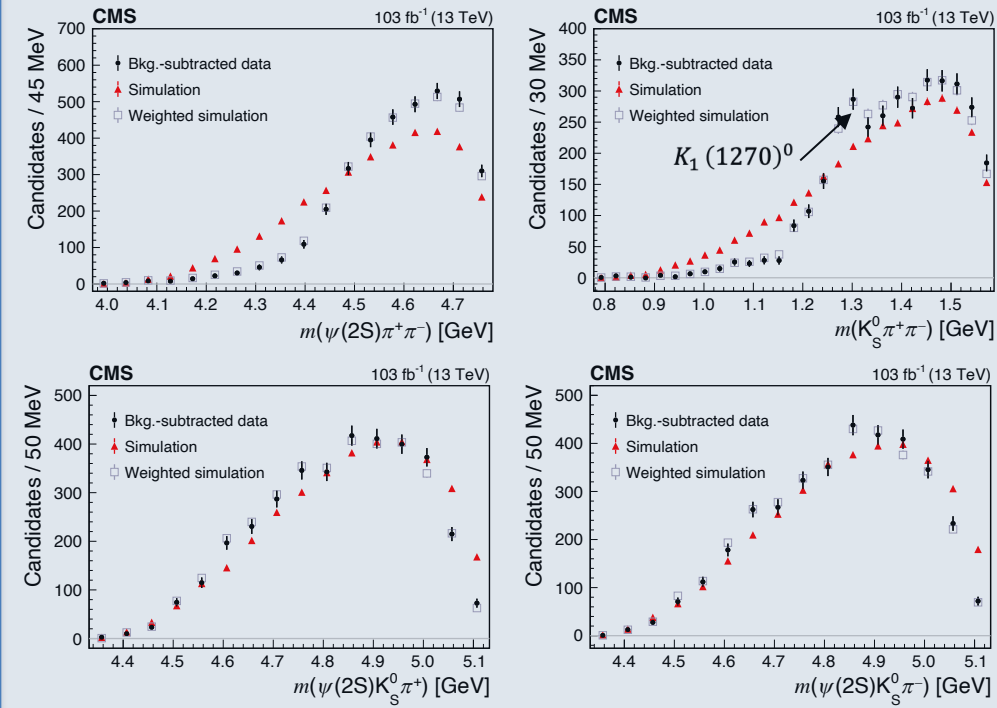 CMS 103 fb⁻¹ (13 TeV)
Candidates / 45 MeV
700
600
500
400
300
200
100
0
Bkg.-subtracted data
Simulation
Weighted simulation
4.0 4.1 4.2 4.3 4.4 4.5 4.6 4.7
m(ψ(2S)π⁺π⁻) [GeV]
CMS 103 fb⁻¹ (13 TeV)
Candidates / 30 MeV
400
350
300
250
200
150
100
50
0
Bkg.-subtracted data
Simulation
Weighted simulation
K₁ (1270)⁰
0.8 0.9 1.0 1.1 1.2 1.3 1.4 1.5
m(K⁰_S π⁺π⁻) [GeV]
CMS 103 fb⁻¹ (13 TeV)
Candidates / 50 MeV
500
400
300
200
100
0
Bkg.-subtracted data
Simulation
Weighted simulation
4.4 4.5 4.6 4.7 4.8 4.9 5.0 5.1
m(ψ(2S)K⁰_S π⁺) [GeV]
CMS 103 fb⁻¹ (13 TeV)
Candidates / 50 MeV
500
400
300
200
100
0
Bkg.-subtracted data
Simulation
Weighted simulation
4.4 4.5 4.6 4.7 4.8 4.9 5.0 5.1
m(ψ(2S)K⁰_S π⁻) [GeV]